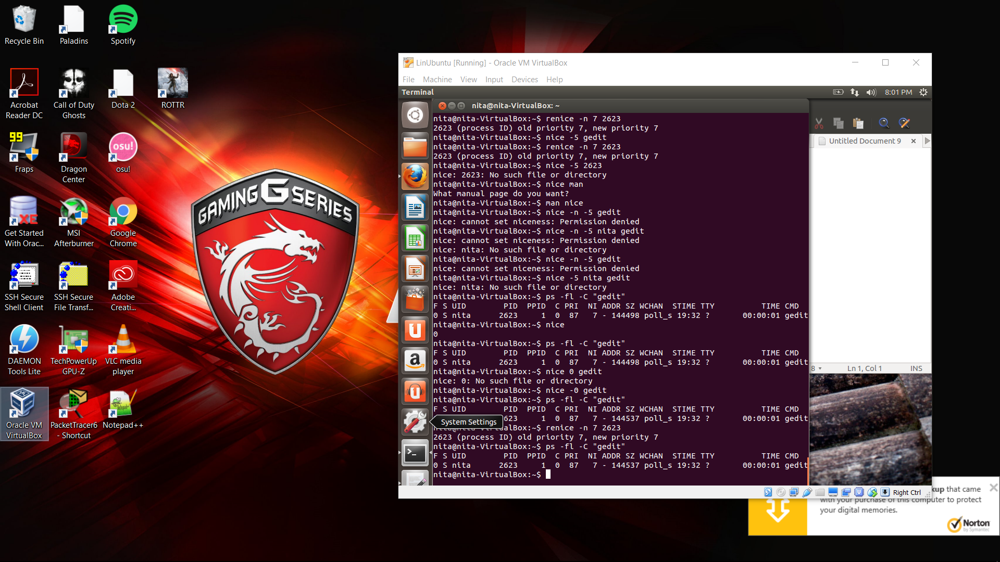 Recycle Bin
Paladins
Spotify
Acrobat
Reader DC
Call of Duty
Ghosts
Dota 2
ROTTR
99
Fraps
Dragon
Center
osu!
osu!
Get Started
With Orac...
XE
MSI
Afterburner
Google
Chrome
SSH Secure
Shell Client
SSH Secure
File Transf...
Adobe
Creati...
DAEMON
Tools Lite
TechPowerUp
GPU-Z
VLC media
player
Oracle VM
VirtualBox
PacketTracer6
- Shortcut
Notepad++
GAMING G SERIES
LinUbuntu [Running] - Oracle VM VirtualBox
File Machine View Input Devices Help
Terminal
8:01 PM
nita@nita-VirtualBox: ~
nita@nita-VirtualBox:~$ renice -n 7 2623
2623 (process ID) old priority 7, new priority 7
nita@nita-VirtualBox:~$ nice -5 gedit
nita@nita-VirtualBox:~$ renice -n 7 2623
2623 (process ID) old priority 7, new priority 7
nita@nita-VirtualBox:~$ nice -5 2623
nice: 2623: No such file or directory
nita@nita-VirtualBox:~$ nice man
What manual page do you want?
nita@nita-VirtualBox:~$ man nice
nita@nita-VirtualBox:~$ nice -n -5 gedit
nice: cannot set niceness: Permission denied
nita@nita-VirtualBox:~$ nice -n -5 nita gedit
nice: cannot set niceness: Permission denied
nice: nita: No such file or directory
nita@nita-VirtualBox:~$ nice -n -5 gedit
nice: cannot set niceness: Permission denied
nita@nita-VirtualBox:~$ nice -5 nita gedit
nice: nita: No such file or directory
nita@nita-VirtualBox:~$ ps -fl -C "gedit"
F S UID        PID  PPID  C PRI  NI ADDR SZ WCHAN  STIME TTY          TIME CMD
0 S nita      2623     1  0  87   7 - 144498 poll_s 19:32 ?       00:00:01 gedit
nita@nita-VirtualBox:~$ nice
0
nita@nita-VirtualBox:~$ ps -fl -C "gedit"
F S UID        PID  PPID  C PRI  NI ADDR SZ WCHAN  STIME TTY          TIME CMD
0 S nita      2623     1  0  87   7 - 144498 poll_s 19:32 ?       00:00:01 gedit
nita@nita-VirtualBox:~$ nice 0 gedit
nice: 0: No such file or directory
nita@nita-VirtualBox:~$ nice -0 gedit
nita@nita-VirtualBox:~$ ps -fl -C "gedit"
F S UID        PID  PPID  C PRI  NI ADDR SZ WCHAN  STIME TTY          TIME CMD
623     1  0  87   7 - 144537 poll_s 19:32 ?       00:00:01 gedit
System Settings
nita@nita-VirtualBox:~$ renice -n 7 2623
2623 (process ID) old priority 7, new priority 7
nita@nita-VirtualBox:~$ ps -fl -C "gedit"
F S UID        PID  PPID  C PRI  NI ADDR SZ WCHAN  STIME TTY          TIME CMD
0 S nita      2623     1  0  87   7 - 144537 poll_s 19:32 ?       00:00:01 gedit
nita@nita-VirtualBox:~$
Untitled Document 9
8
Ln 1, Col 1
INS
Right Ctrl
kup that came
with your purchase of this computer to protect
your digital memories.
Norton
by Symantec